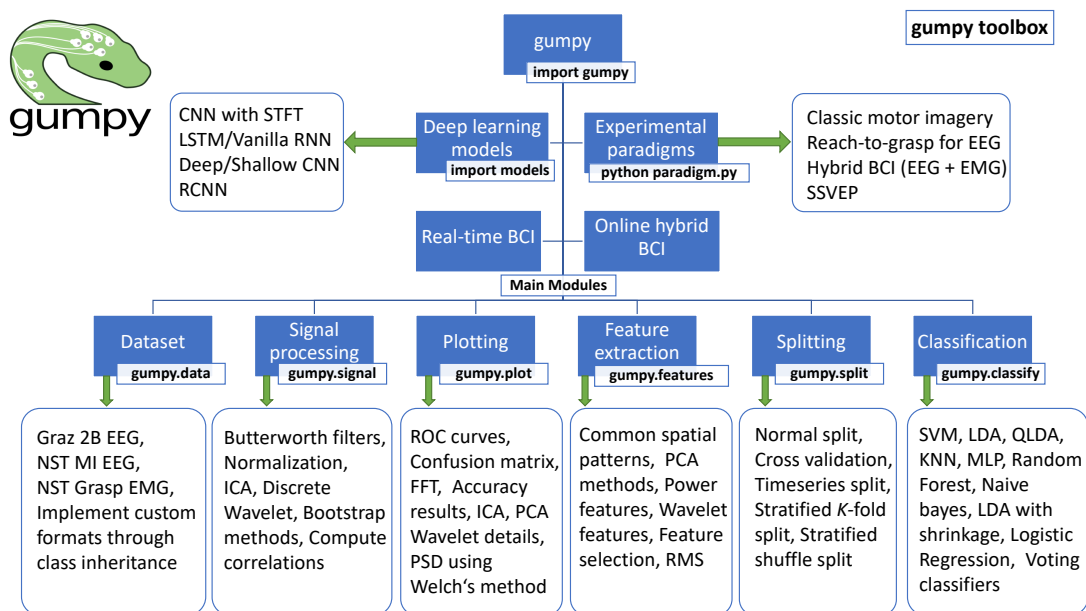 gumpy
gumpy toolbox
gumpy
import gumpy
CNN with STFT
LSTM/Vanilla RNN
Deep/Shallow CNN
RCNN
Deep learning
models
import models
Experimental
paradigms
python paradigm.py
Classic motor imagery
Reach-to-grasp for EEG
Hybrid BCI (EEG + EMG)
SSVEP
Real-time BCI
Online hybrid
BCI
Main Modules
Dataset
gumpy.data
Signal
processing
gumpy.signal
Plotting
gumpy.plot
Feature
extraction
gumpy.features
Splitting
gumpy.split
Classification
gumpy.classify
Graz 2B EEG,
NST MI EEG,
NST Grasp EMG,
Implement custom
formats through
class inheritance
Butterworth filters,
Normalization,
ICA, Discrete
Wavelet, Bootstrap
methods, Compute
correlations
ROC curves,
Confusion matrix,
FFT, Accuracy
results, ICA, PCA
Wavelet details,
PSD using
Welch‘s method
Common spatial
patterns, PCA
methods, Power
features, Wavelet
features, Feature
selection, RMS
Normal split,
Cross validation,
Timeseries split,
Stratified K-fold
split, Stratified
shuffle split
SVM, LDA, QLDA,
KNN, MLP, Random
Forest, Naive
bayes, LDA with
shrinkage, Logistic
Regression, Voting
classifiers